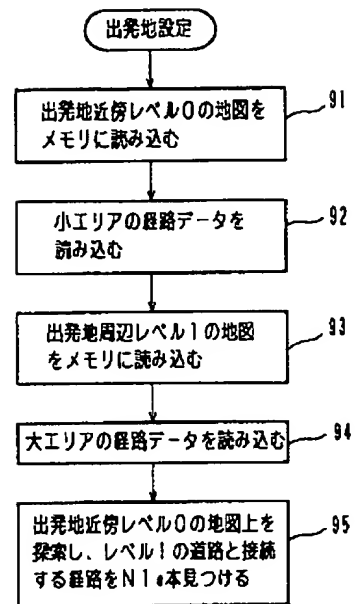 出発地設定
出発地近傍レベル0の地図を
メモリに読み込む
91
小エリアの経路データを
読み込む
92
出発地周辺レベル1の地図
をメモリに読み込む
93
大エリアの経路データを読み込む
94
出発地近傍レベル0の地図上を
探索し、レベル1の道路と接続
する経路をN1s本見つける
95